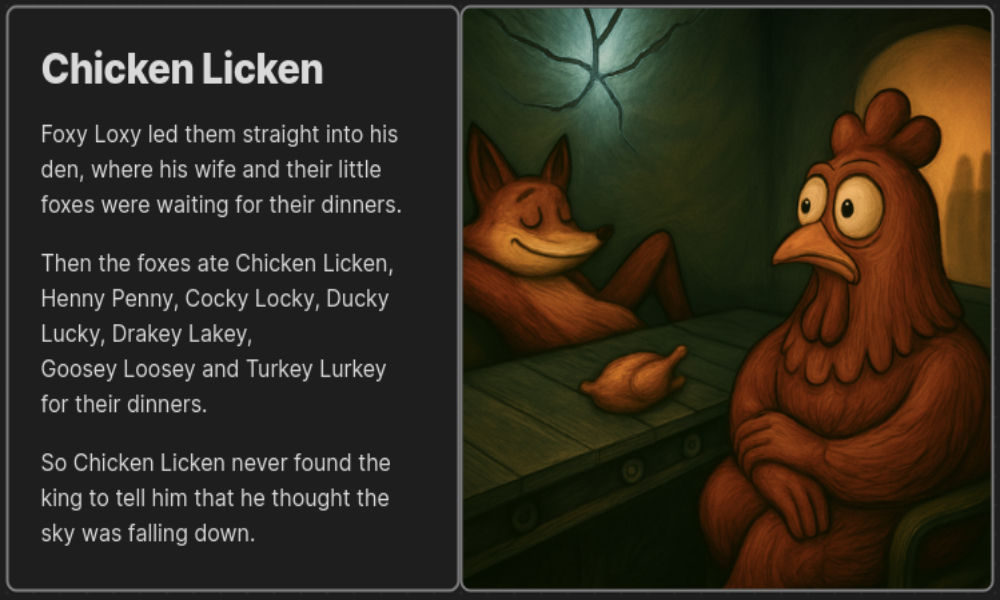 Chicken Licken
Foxy Loxy led them straight into his
den, where his wife and their little
foxes were waiting for their dinners.
Then the foxes ate Chicken Licken,
Henny Penny, Cocky Locky, Ducky
Lucky, Drakey Lakey,
Goosey Loosey and Turkey Lurkey
for their dinners.
So Chicken Licken never found the
king to tell him that he thought the
sky was falling down.